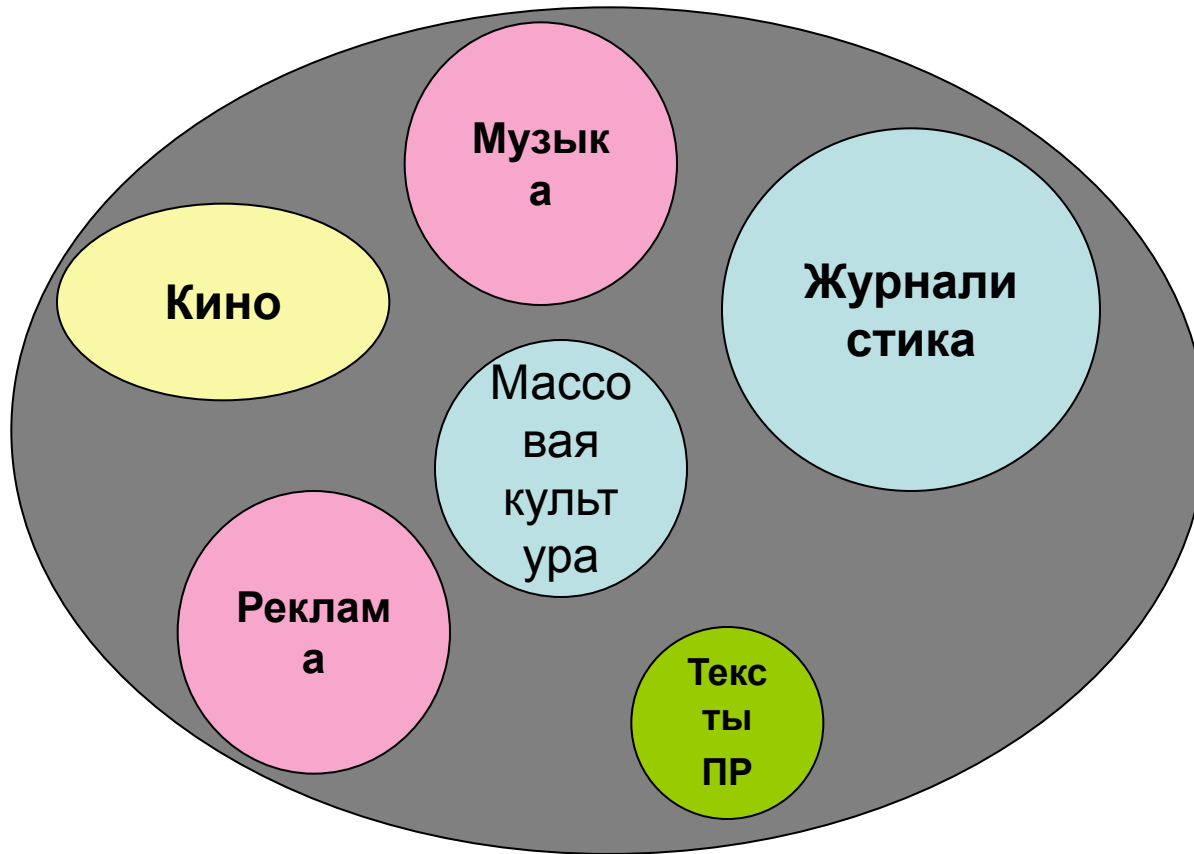 Музык
а
Журнали
стика
Кино
Массо
вая
культ
ура
Реклам
а
Текс
ты
ПР